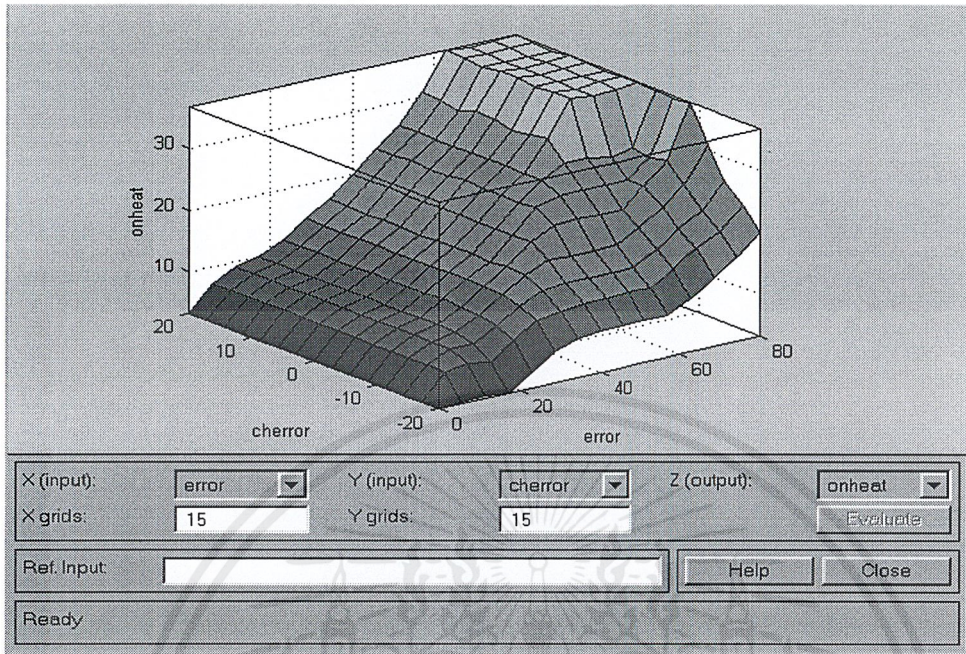 30
20
10
onheat
20
10
0
-10
-20
cherror
0
20
40
60
80
error
X (input):
error
Y (input):
cherror
Z (output):
onheat
X grids:
15
Y grids:
15
Evaluate
Ref. Input:
Help
Close
Ready